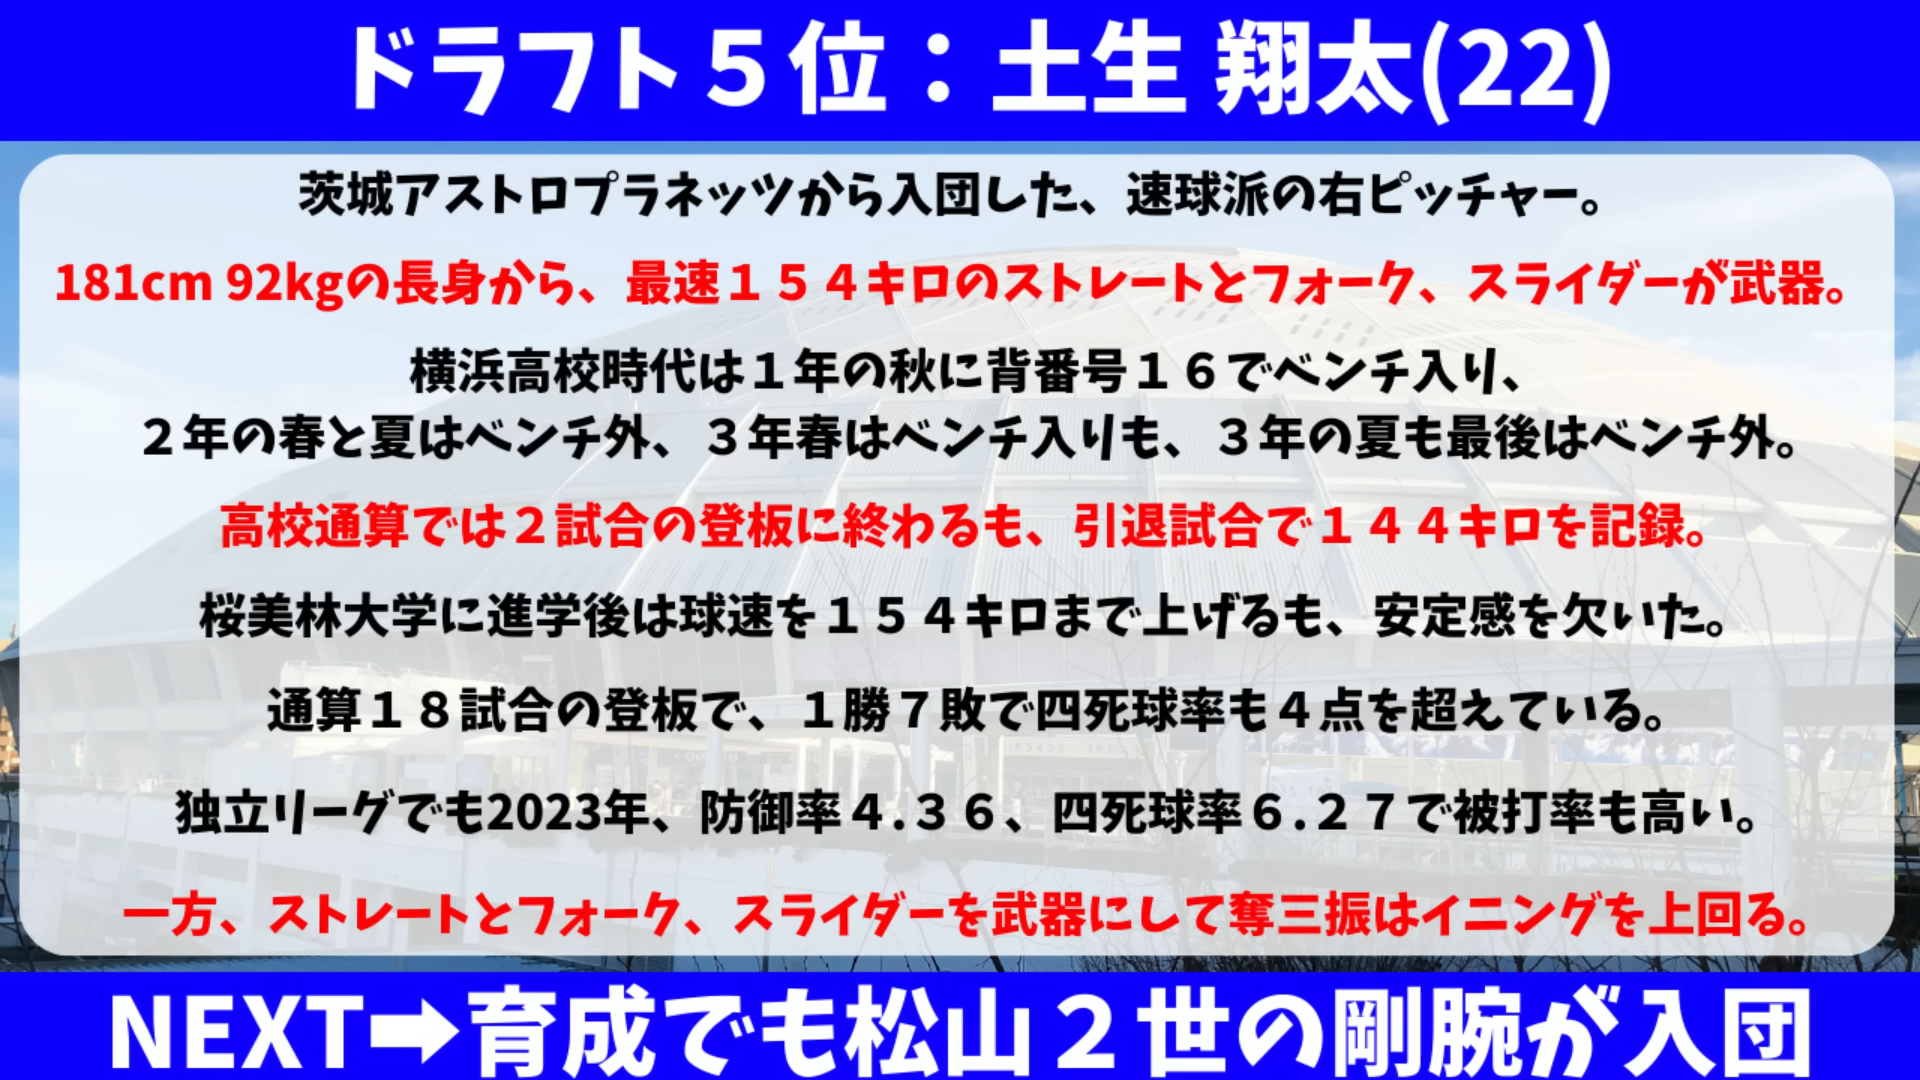 ドラフト５位：土生 翔太(22)
茨城アストロプラネッツから入団した、速球派の右ピッチャー。
181cm 92kgの長身から、最速１５４キロのストレートとフォーク、スライダーが武器。
横浜高校時代は１年の秋に背番号１６でベンチ入り、
２年の春と夏はベンチ外、３年春はベンチ入りも、３年の夏も最後はベンチ外。
高校通算では２試合の登板に終わるも、引退試合で１４４キロを記録。
桜美林大学に進学後は球速を１５４キロまで上げるも、安定感を欠いた。
通算１８試合の登板で、１勝７敗で四死球率も４点を超えている。
独立リーグでも2023年、防御率４.３６、四死球率６.２７で被打率も高い。
一方、ストレートとフォーク、スライダーを武器にして奪三振はイニングを上回る。
NEXT➡育成でも松山２世の剛腕が入団